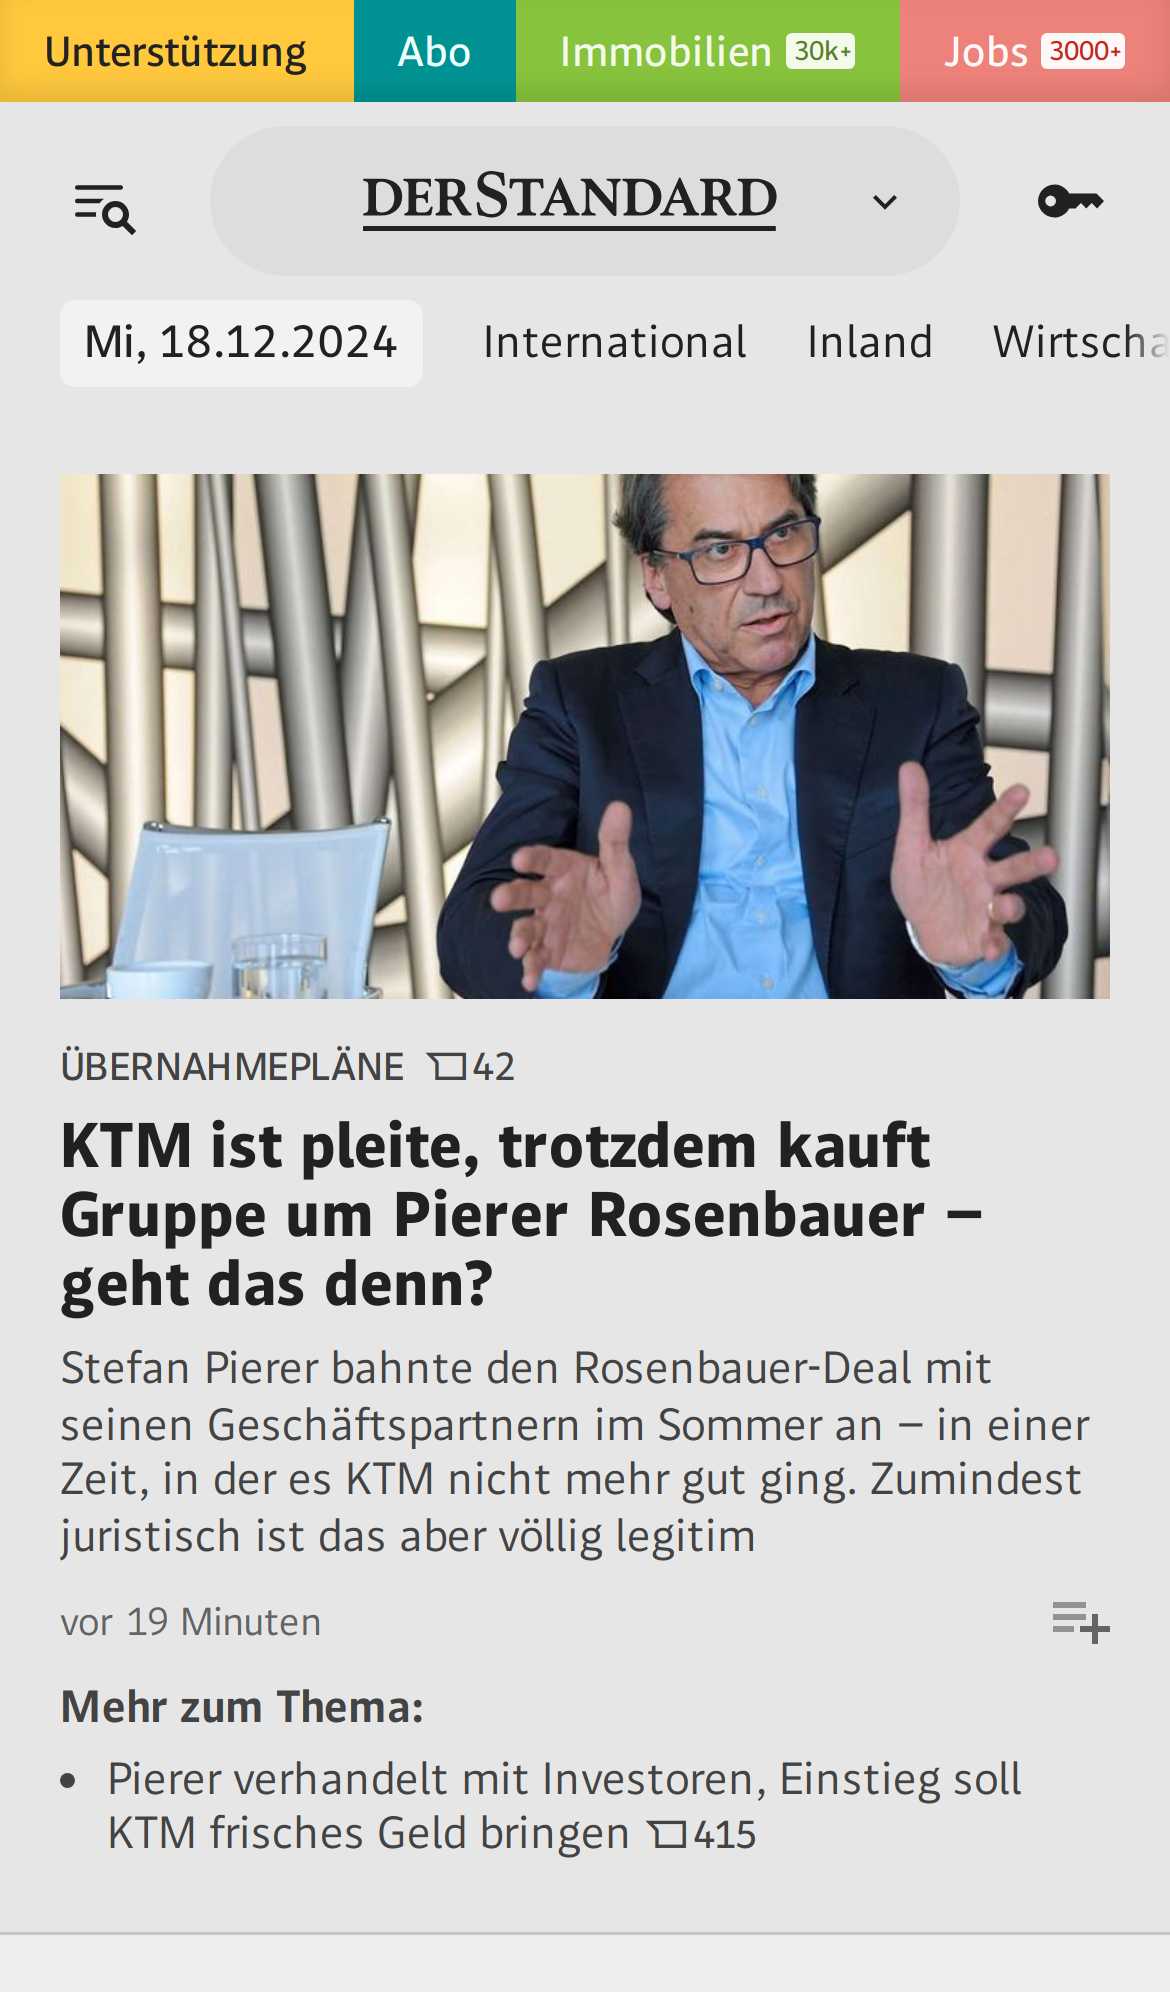 Unterstützung Abo Immobilien 30k+ Jobs 3000+
DERSTANDARD
Mi, 18.12.2024 International Inland Wirtscha
ÜBERNAHMEPLÄNE 42
KTM ist pleite, trotzdem kauft
Gruppe um Pierer Rosenbauer –
geht das denn?
Stefan Pierer bahnte den Rosenbauer-Deal mit
seinen Geschäftspartnern im Sommer an – in einer
Zeit, in der es KTM nicht mehr gut ging. Zumindest
juristisch ist das aber völlig legitim
vor 19 Minuten
Mehr zum Thema:
• Pierer verhandelt mit Investoren, Einstieg soll
KTM frisches Geld bringen 415